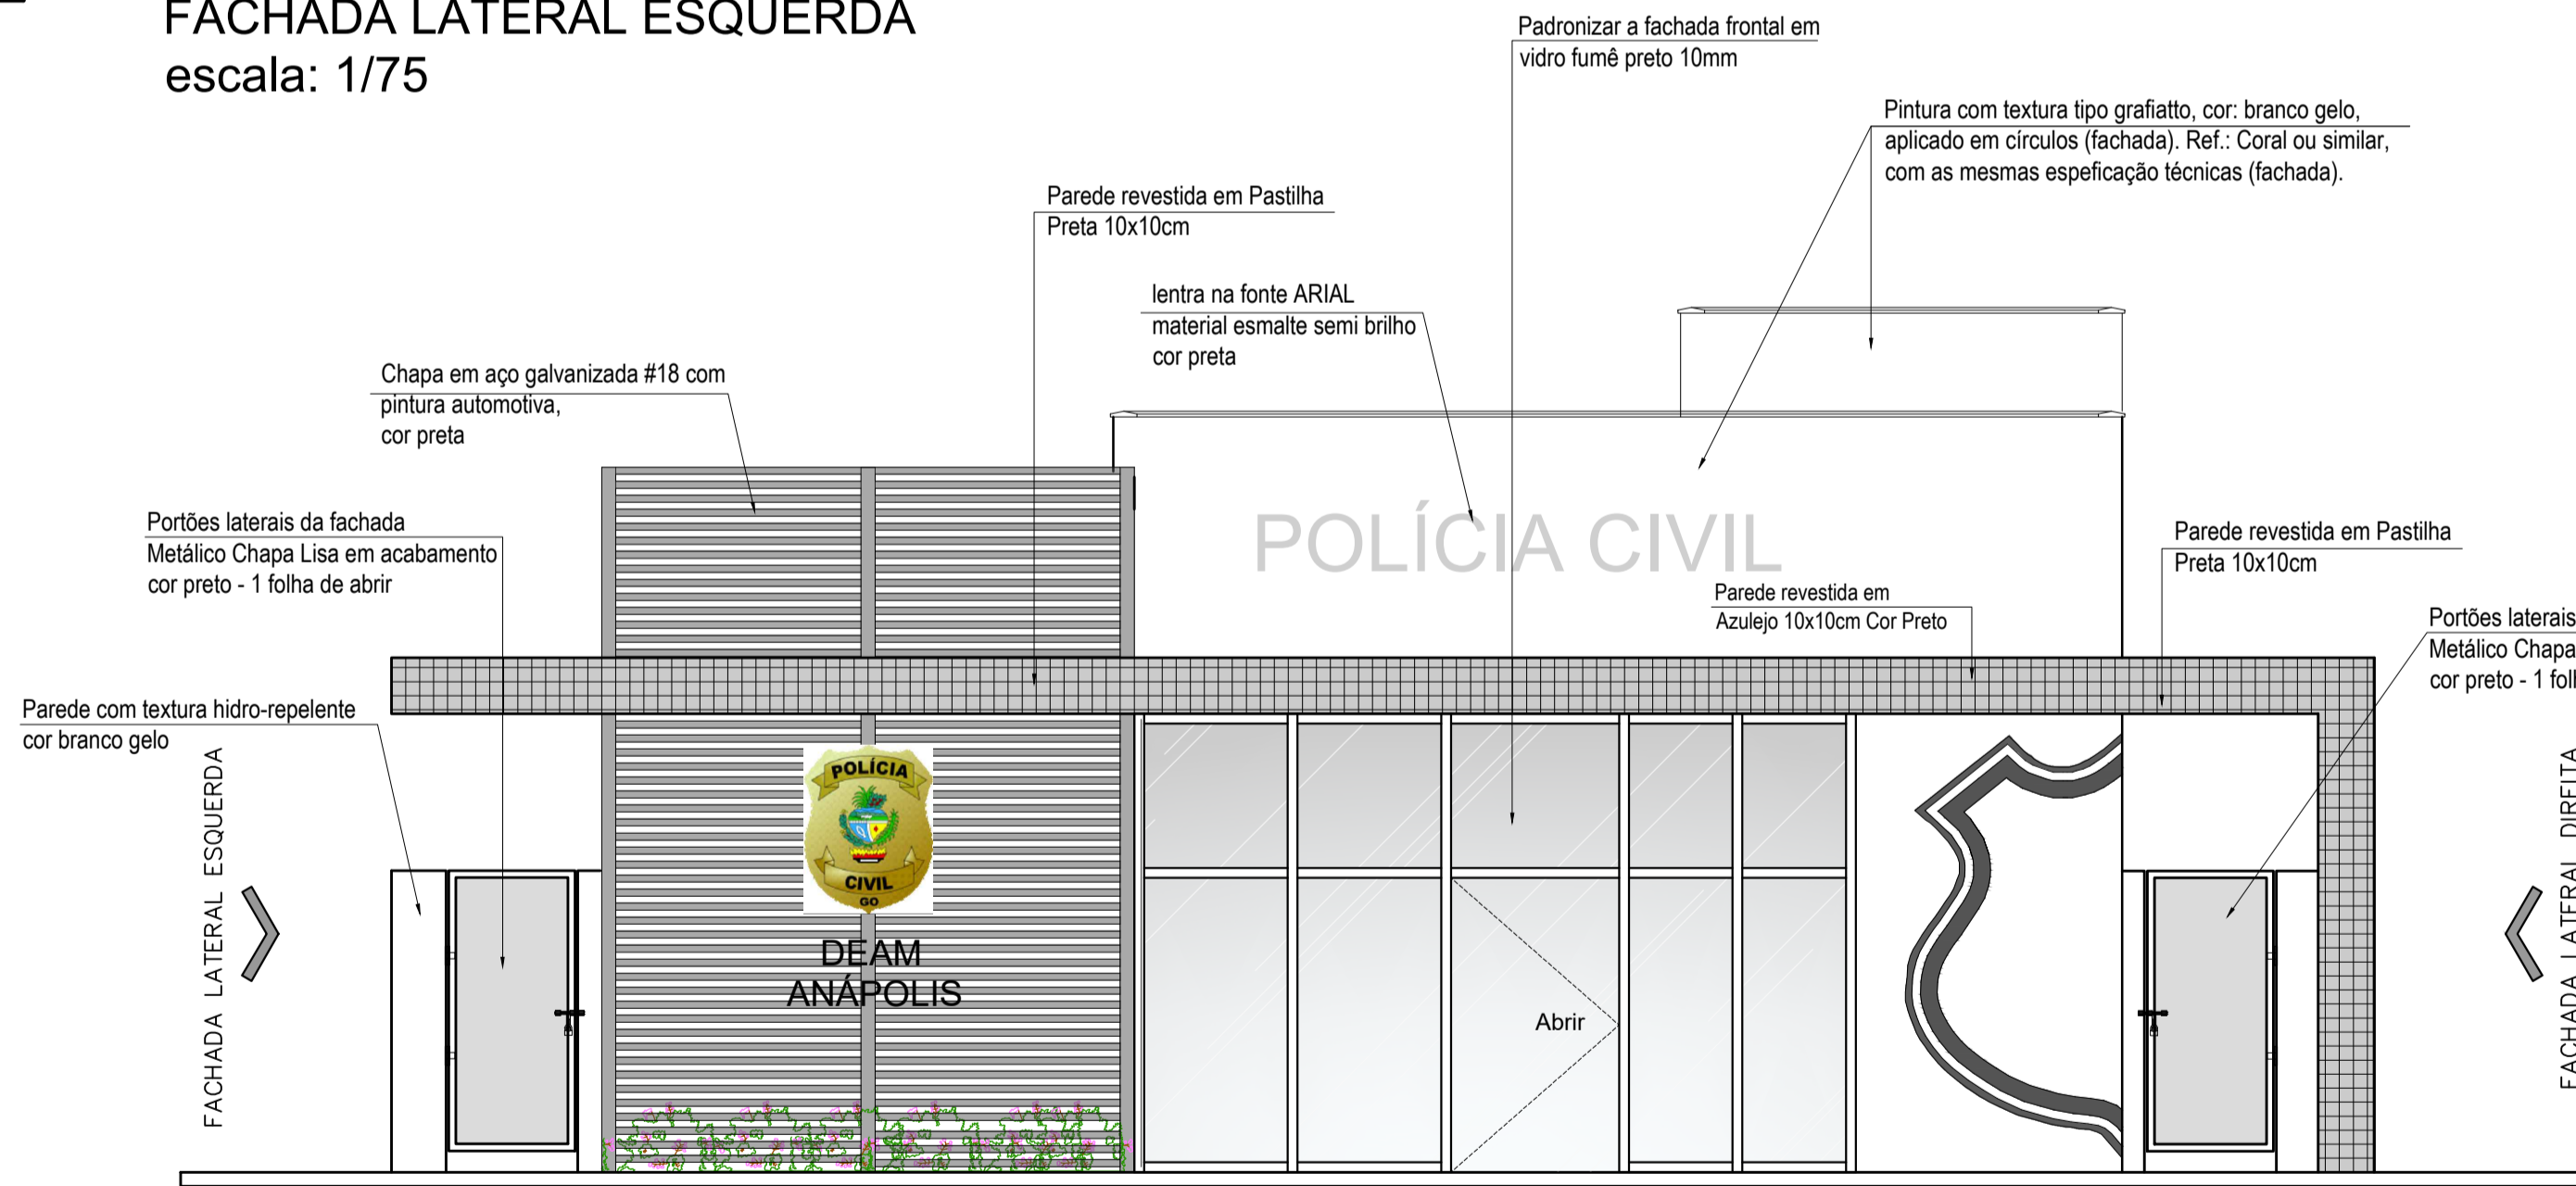 FACHADA LATERAL ESQUERDA
escala: 1/75
Padronizar a fachada frontal em
vidro fumê preto 10mm
Pintura com textura tipo grafiatto, cor: branco gelo,
aplicado em círculos (fachada). Ref.: Coral ou similar,
com as mesmas espeficação técnicas (fachada).
Parede revestida em Pastilha
Preta 10x10cm
lentra na fonte ARIAL
material esmalte semi brilho
cor preta
Chapa em aço galvanizada #18 com
pintura automotiva,
cor preta
Portões laterais da fachada
Metálico Chapa Lisa em acabamento
cor preto - 1 folha de abrir
POLÍCIA CIVIL
Parede revestida em Pastilha
Preta 10x10cm
Parede revestida em
Azulejo 10x10cm Cor Preto
Portões laterais
Metálico Chapa
cor preto - 1 fol
Parede com textura hidro-repelente
cor branco gelo
FACHADA LATERAL ESQUERDA
POLÍCIA
CIVIL
GO
DEAM
ANÁPOLIS
Abrir
FACHADA LATERAL DIREITA